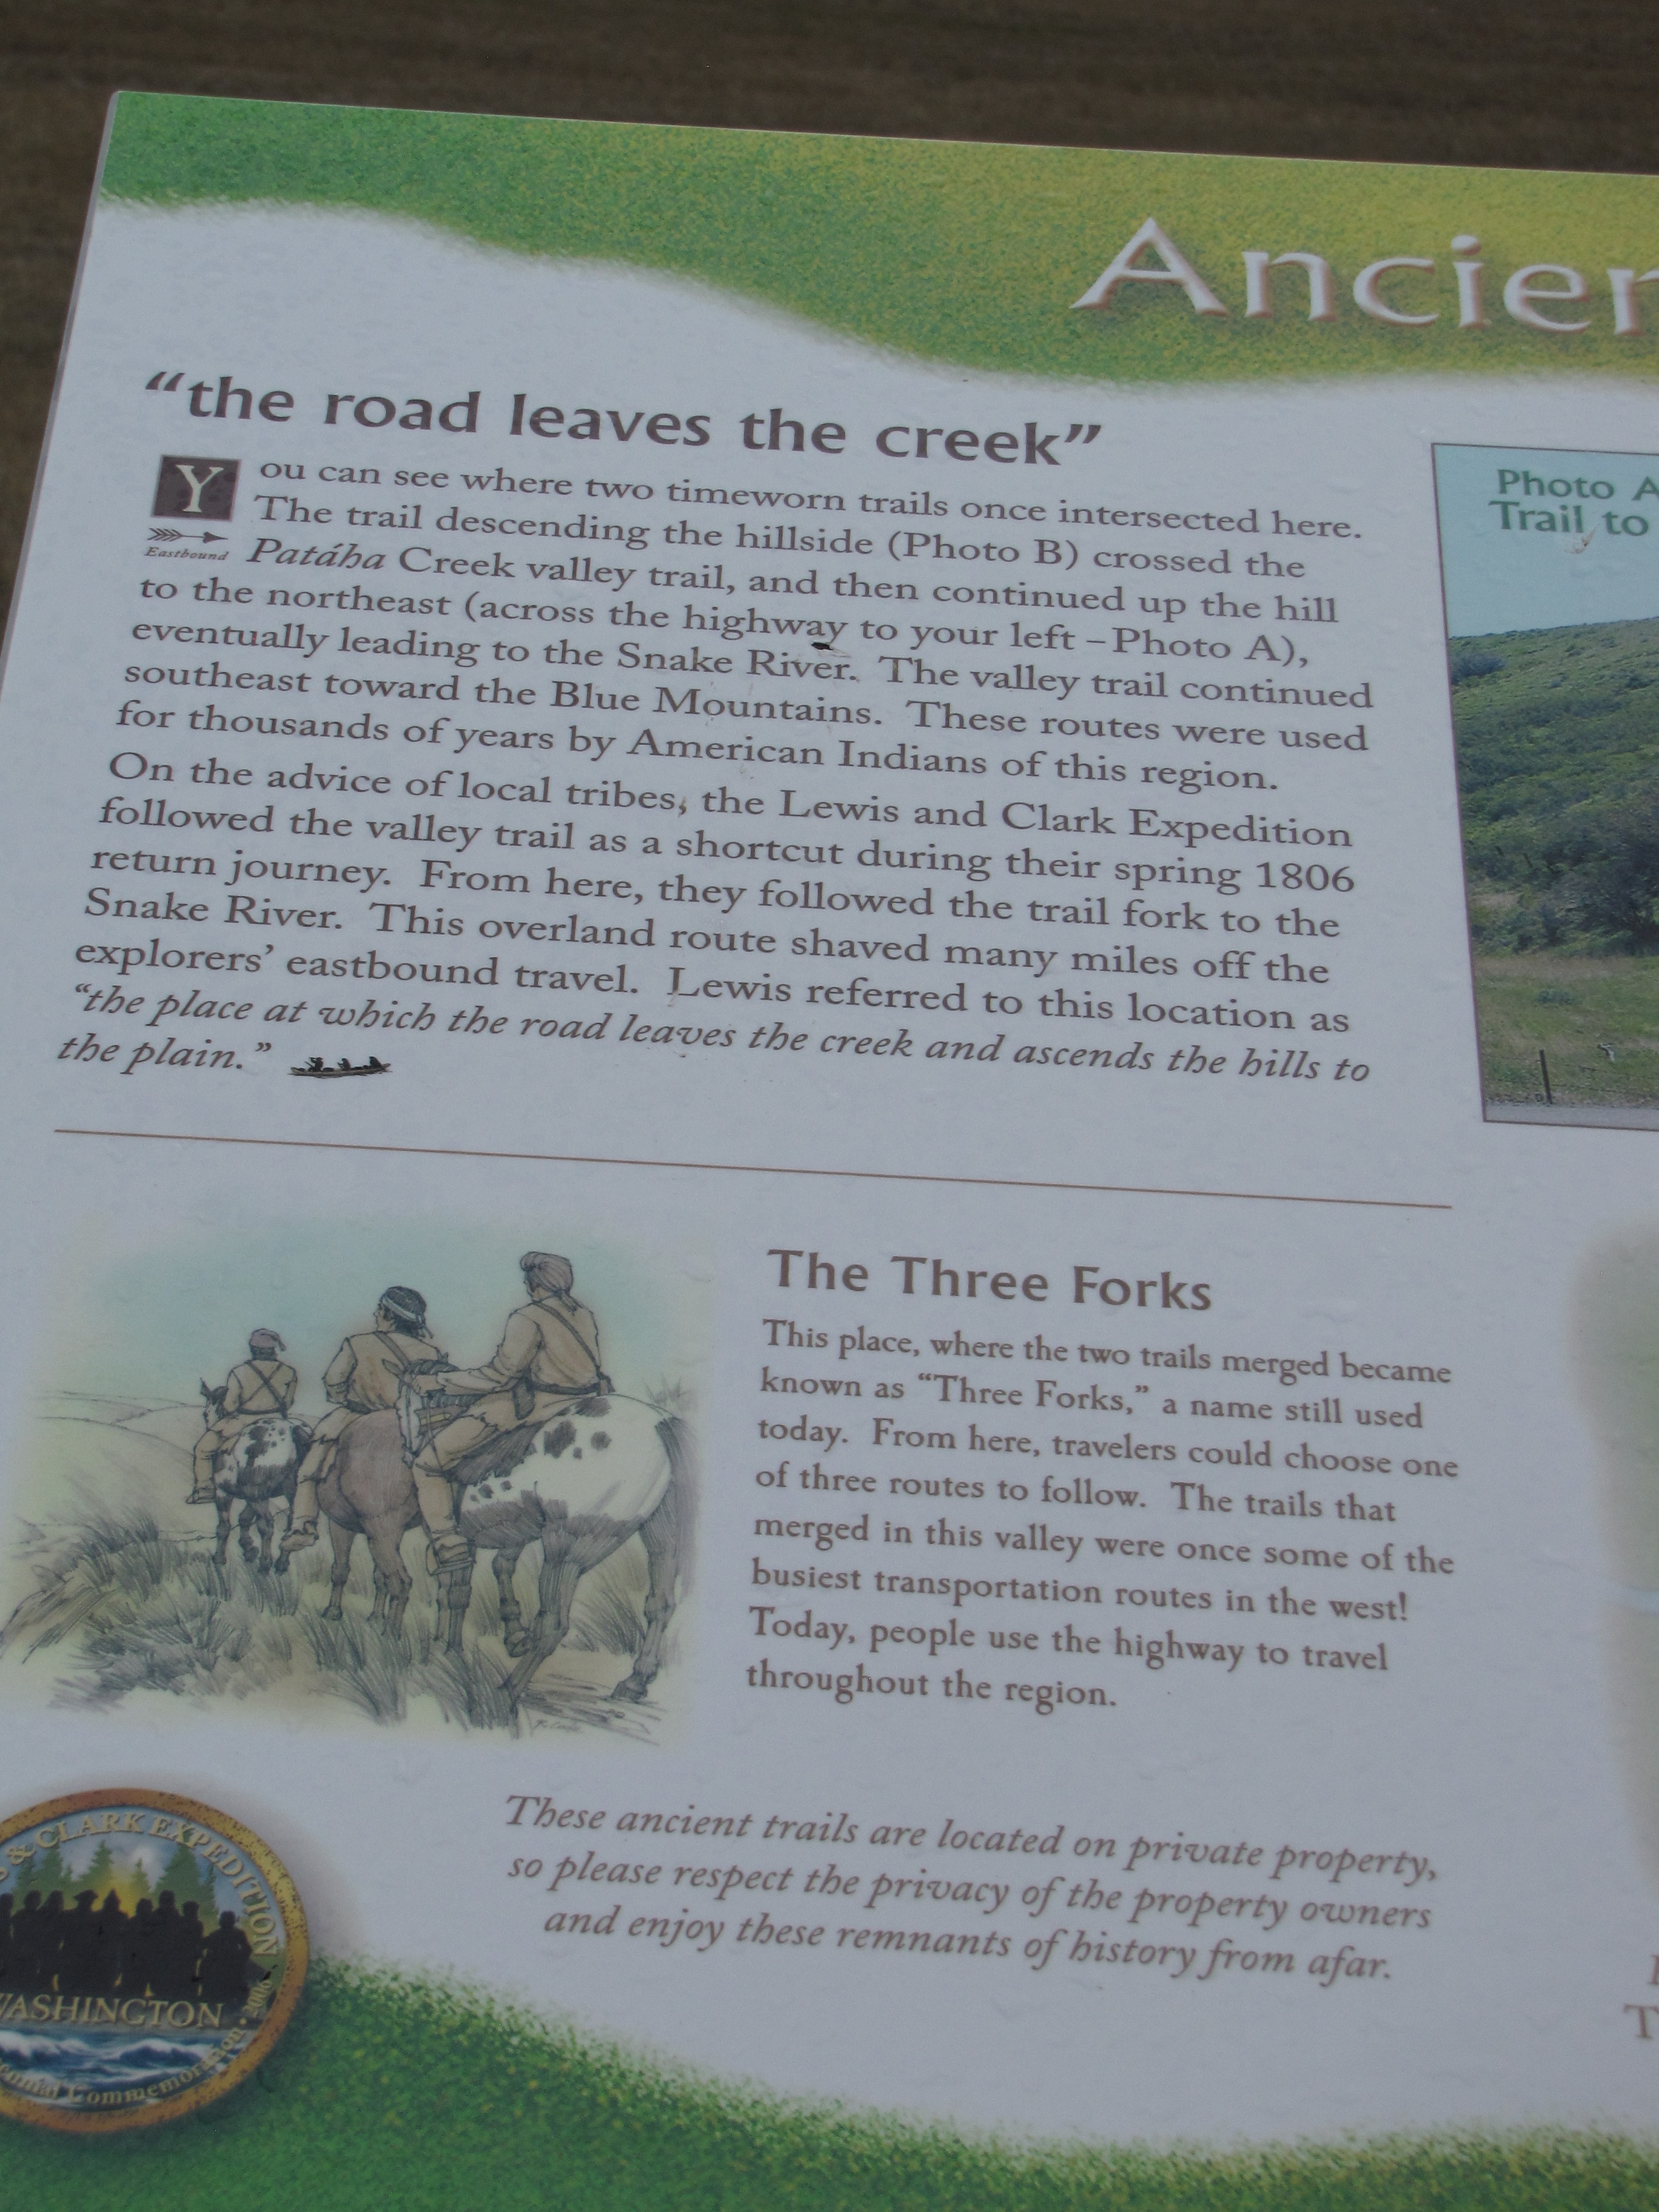 Ancien
"the road leaves the creek"
You can see where two timeworn trails once intersected here.
The trail descending the hillside (Photo B) crossed the
Eastbound
Patáha Creek valley trail, and then continued up the hill
to the northeast (across the highway to your left – Photo A),
eventually leading to the Snake River. The valley trail continued
southeast toward the Blue Mountains. These routes were used
for thousands of years by American Indians of this region.
On the advice of local tribes, the Lewis and Clark Expedition
followed the valley trail as a shortcut during their spring 1806
return journey. From here, they followed the trail fork to the
Snake River. This overland route shaved many miles off the
explorers' eastbound travel. Lewis referred to this location as
"the place at which the road leaves the creek and ascends the hills to
the plain."
Photo A
Trail to
The Three Forks
This place, where the two trails merged became
known as "Three Forks," a name still used
today. From here, travelers could choose one
of three routes to follow. The trails that
merged in this valley were once some of the
busiest transportation routes in the west!
Today, people use the highway to travel
throughout the region.
These ancient trails are located on private property,
so please respect the privacy of the property owners
and enjoy these remnants of history from afar.
S & CLARK EXPEDITION
WASHINGTON
ennial Commemoration • 2006
T